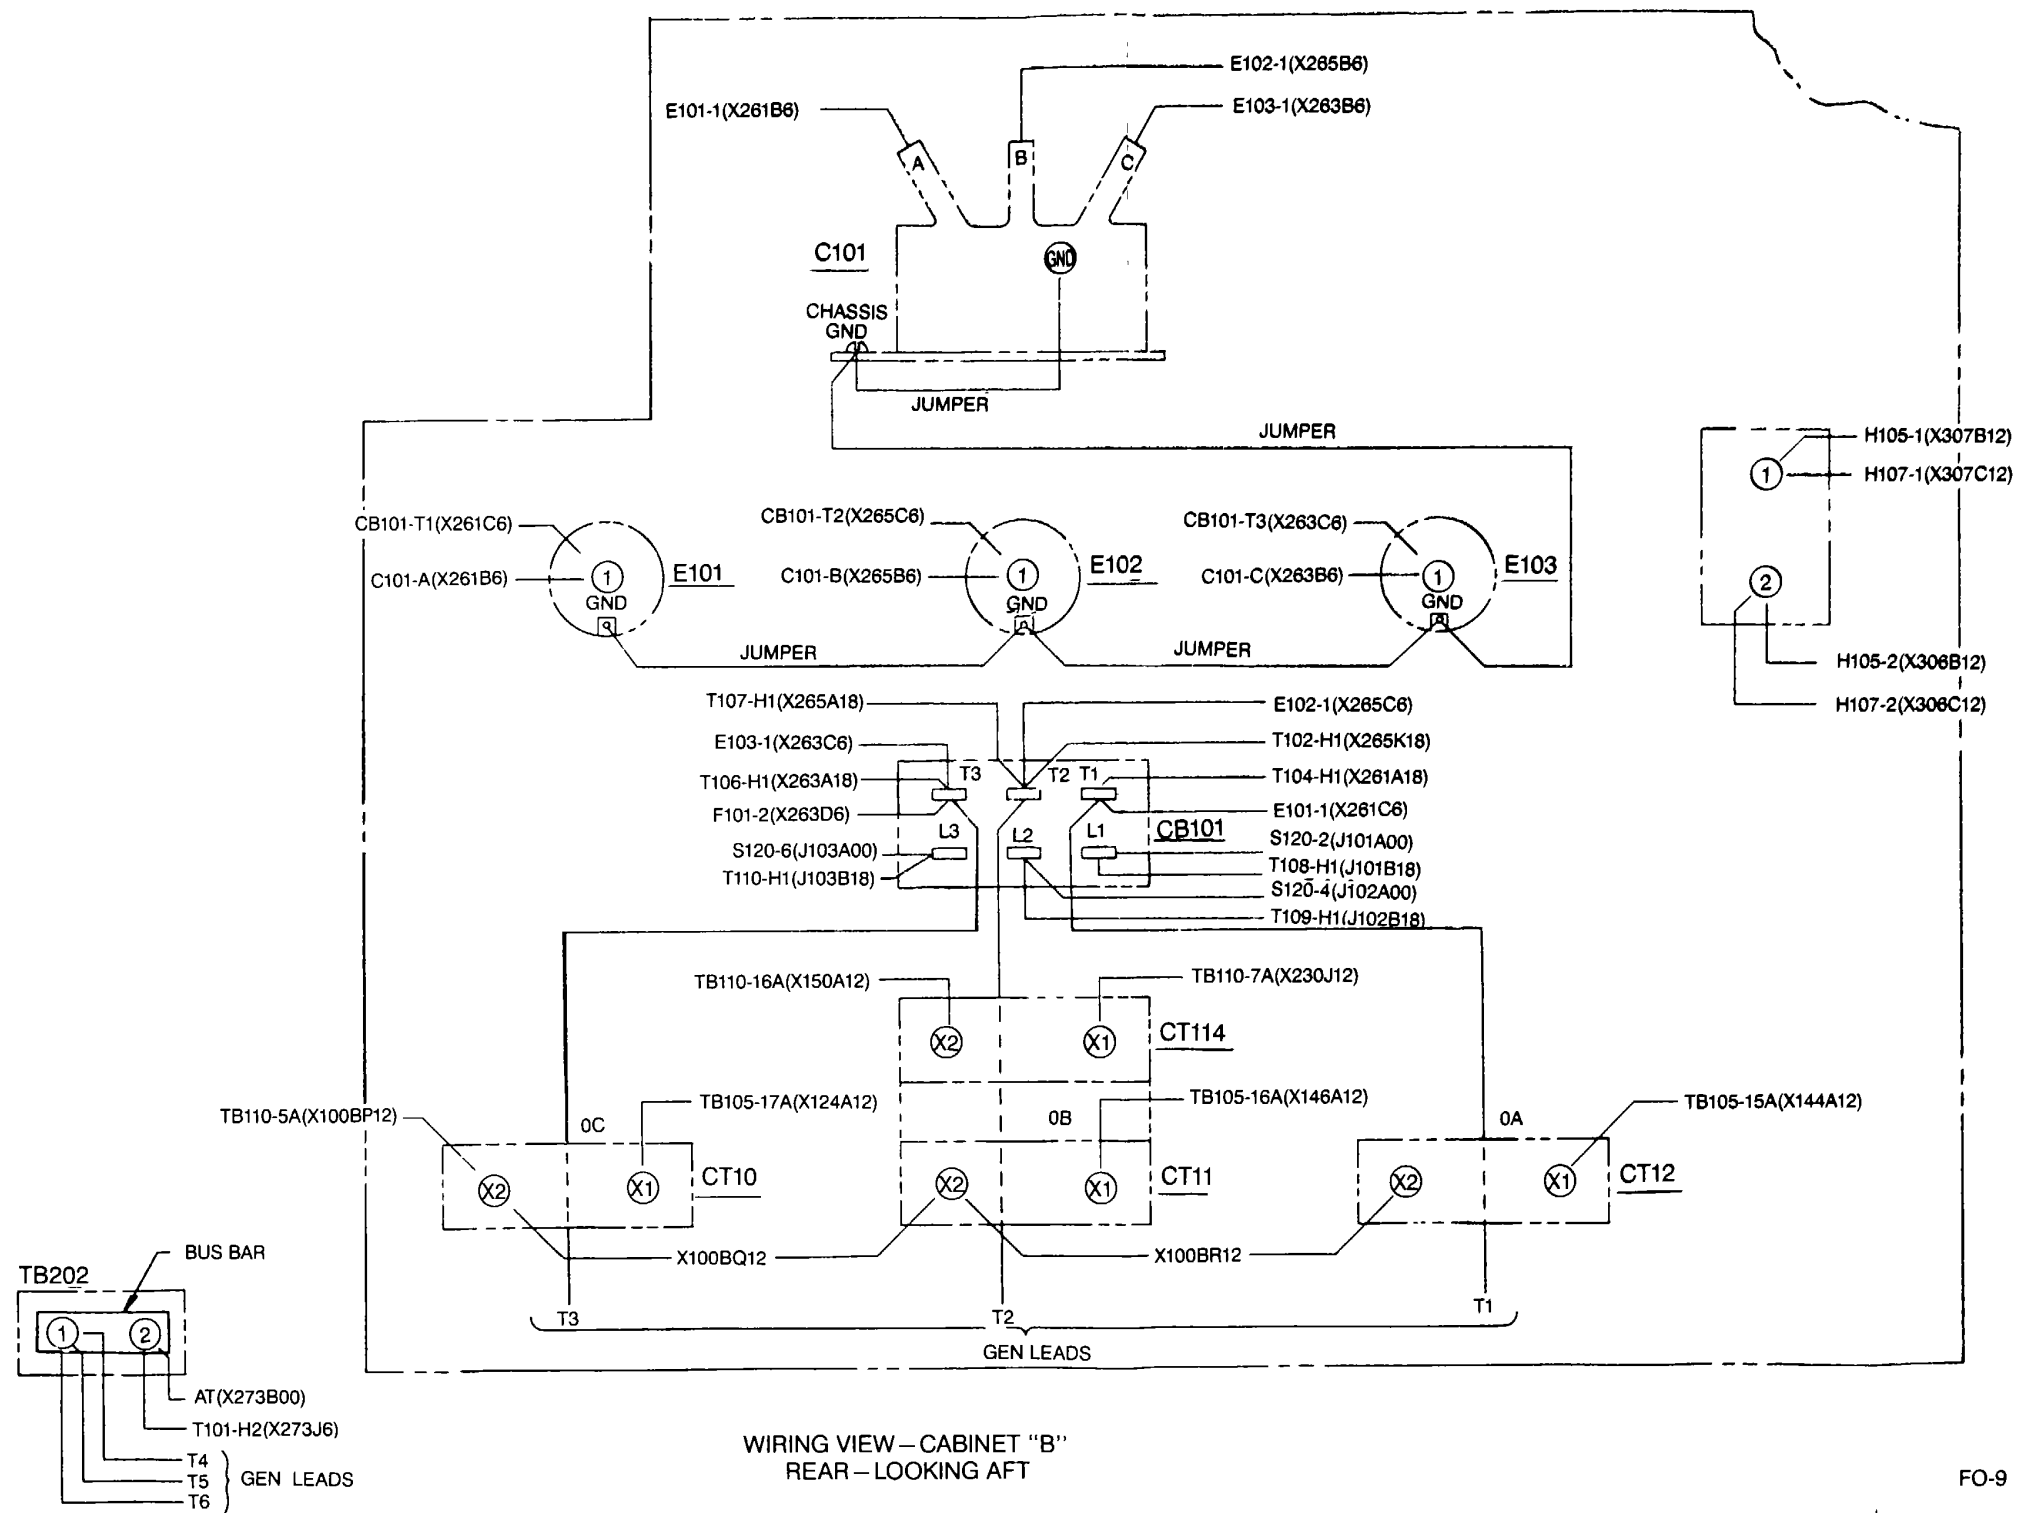 E102-1(X265B6)
E101-1(X261B6)
E103-1(X263B6)
A
B
C
C101
GND
CHASSIS
GND
JUMPER
JUMPER
H105-1(X307B12)
1
H107-1(X307C12)
CB101-T1(X261C6)
CB101-T2(X265C6)
CB101-T3(X263C6)
C101-A(X261B6)
1
E101
C101-B(X265B6)
1
E102
C101-C(X263B6)
1
E103
2
GND
GND
GND
JUMPER
JUMPER
H105-2(X306B12)
H107-2(X306C12)
T107-H1(X265A18)
E102-1(X265C6)
E103-1(X263C6)
T102-H1(X265K18)
T106-H1(X263A18)
T3
T2
T1
T104-H1(X261A18)
F101-2(X263D6)
E101-1(X261C6)
L3
L2
L1
CB101
S120-6(J103A00)
S120-2(J101A00)
T110-H1(J103B18)
T108-H1(J101B18)
S120-4(J102A00)
T109-H1(J102B18)
TB110-16A(X150A12)
TB110-7A(X230J12)
X2
X1
CT114
TB110-5A(X100BP12)
TB105-17A(X124A12)
TB105-16A(X146A12)
TB105-15A(X144A12)
0C
0B
0A
X2
X1
CT10
X2
X1
CT11
X2
X1
CT12
X100BQ12
X100BR12
BUS BAR
TB202
1
2
T3
T2
T1
GEN LEADS
AT(X273B00)
T101-H2(X273J6)
T4
T5
T6
GEN LEADS
WIRING VIEW — CABINET "B"
REAR — LOOKING AFT
FO-9